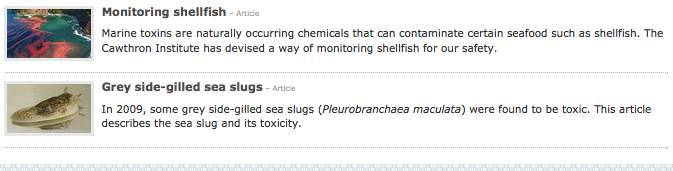 Monitoring shellfish – Article
Marine toxins are naturally occurring chemicals that can contaminate certain seafood such as shellfish. The
Cawthron Institute has devised a way of monitoring shellfish for our safety.
Grey side-gilled sea slugs – Article
In 2009, some grey side-gilled sea slugs (Pleurobranchaea maculata) were found to be toxic. This article
describes the sea slug and its toxicity.